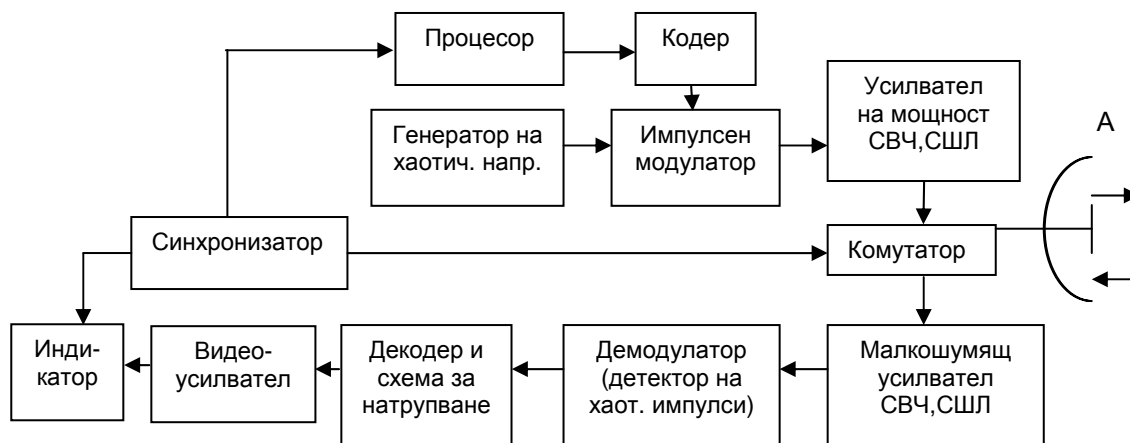 Процесор
Кодер
Усилвател
на мощност
СВЧ,СШЛ
А
Генератор на
хаотич. напр.
Импулсен
модулатор
Синхронизатор
Комутатор
Инди-
катор
Видео-
усилвател
Декодер и
схема за
натрупване
Демодулатор
(детектор на
хаот. импулси)
Малкошумящ
усилвател
СВЧ,СШЛ